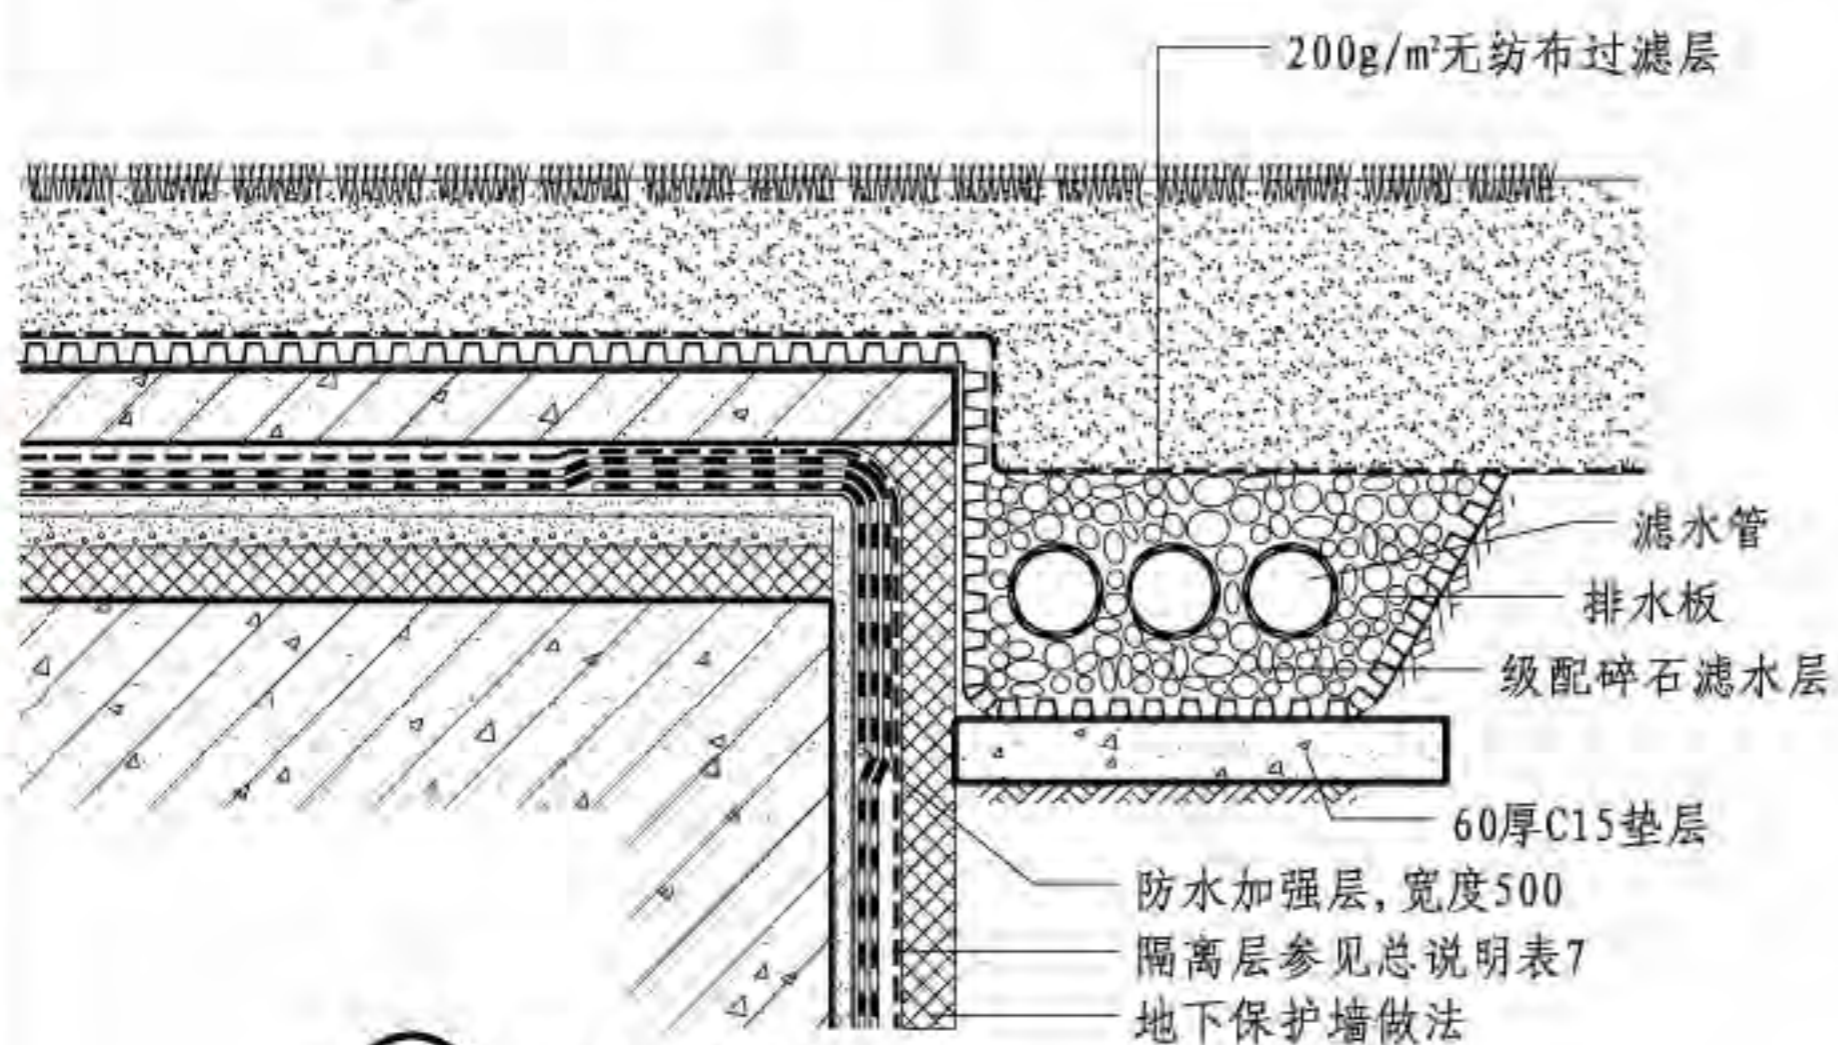 200g/m²无纺布过滤层
滤水管
排水板
级配碎石滤水层
60厚C15垫层
防水加强层,宽度500
隔离层参见总说明表7
地下保护墙做法